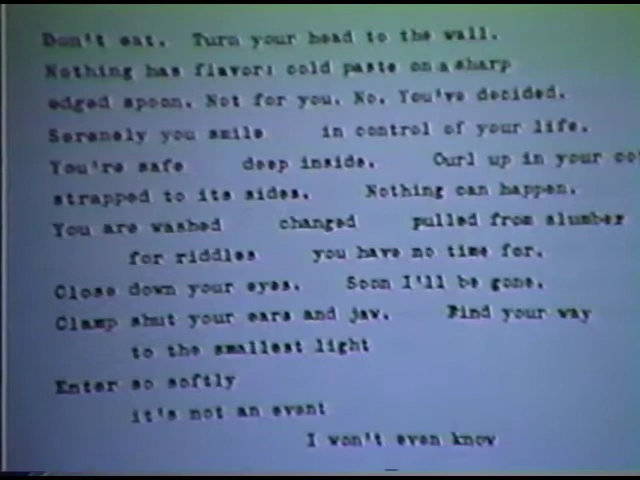 Don't eat. Turn your head to the wall.
Nothing has flavor: cold paste on a sharp
edged spoon. Not for you. No. You've decided.
Serenely you smile in control of your life.
You're safe deep inside. Curl up in your
strapped to its sides. Nothing can happen.
You are washed changed pulled from slumber
for riddles you have no time for.
Close down your eyes. Soon I'll be gone.
Clamp shut your ears and jaw. Find your way
to the smallest light
Enter so softly
it's not an event
I won't even know